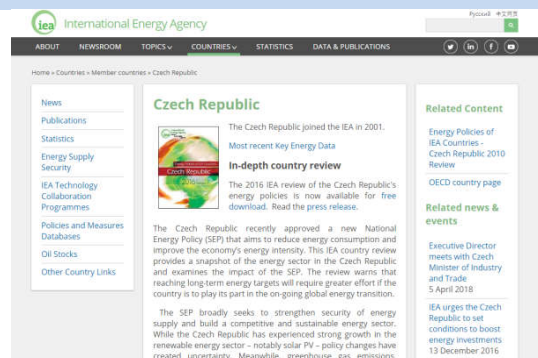 Русский 中文网页
iea International Energy Agency
ABOUT NEWSROOM TOPICS COUNTRIES STATISTICS DATA & PUBLICATIONS
Home » Countries » Member countries » Czech Republic
News
Publications
Statistics
Energy Supply
Security
IEA Technology
Collaboration
Programmes
Policies and Measures
Databases
Oil Stocks
Other Country Links
Czech Republic
Czech Republic
2016
The Czech Republic joined the IEA in 2001.
Most recent Key Energy Data
In-depth country review
The 2016 IEA review of the Czech Republic's
energy policies is now available for free
download. Read the press release.
The Czech Republic recently approved a new National
Energy Policy (SEP) that aims to reduce energy consumption and
improve the economy's energy intensity. This IEA country review
provides a snapshot of the energy sector in the Czech Republic
and examines the impact of the SEP. The review warns that
reaching long-term energy targets will require greater effort if the
country is to play its part in the on-going global energy transition.
The SEP broadly seeks to strengthen security of energy
supply and build a competitive and sustainable energy sector.
While the Czech Republic has experienced strong growth in the
renewable energy sector – notably solar PV – policy changes have
created uncertainty. Meanwhile, greenhouse gas emissions,
Related Content
Energy Policies of
IEA Countries -
Czech Republic 2010
Review
OECD country page
Related news &
events
Executive Director
meets with Czech
Minister of Industry
and Trade
5 April 2018
IEA urges the Czech
Republic to set
conditions to boost
energy investments
13 December 2016